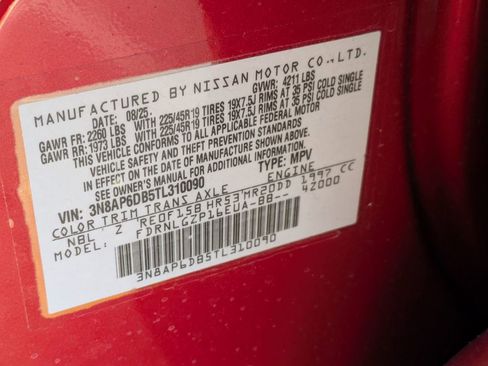 MANUFACTURED BY NISSAN MOTOR CO., LTD.
DATE: 08/25 GVWR: 4211 LBS
GAWR FR: 2260 LBS WITH 225/45R19 TIRES 19X7.5J RIMS AT 35 PSI COLD SINGLE
GAWR RR: 1973 LBS WITH 225/45R19 TIRES 19X7.5J RIMS AT 35 PSI COLD SINGLE
THIS VEHICLE CONFORMS TO ALL APPLICABLE FEDERAL MOTOR
VEHICLE SAFETY AND THEFT PREVENTION STANDARDS
IN EFFECT ON THE DATE OF MANUFACTURE SHOWN ABOVE.
SEE OWNER'S MANUAL FOR ADDITIONAL INFORMATION.
VIN: 3N8AP6DB5TL310090 TYPE: MPV
COLOR TRIM TRANS AXLE ENGINE 1997 CC
NBL Z RE0F15B HR53 MR20DD
MODEL: FDRNLGZP16EUA-BB-- 42000
3N8AP6DB5TL310090